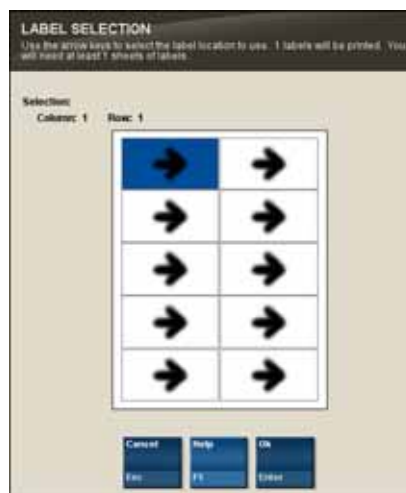 LABEL SELECTION
Use the arrow keys to select the label location to use. 1 labels will be printed. You
will need at least 1 sheets of labels.
Selection:
Column: 1 Row: 1
Cancel Help Ok
Esc F1 Enter